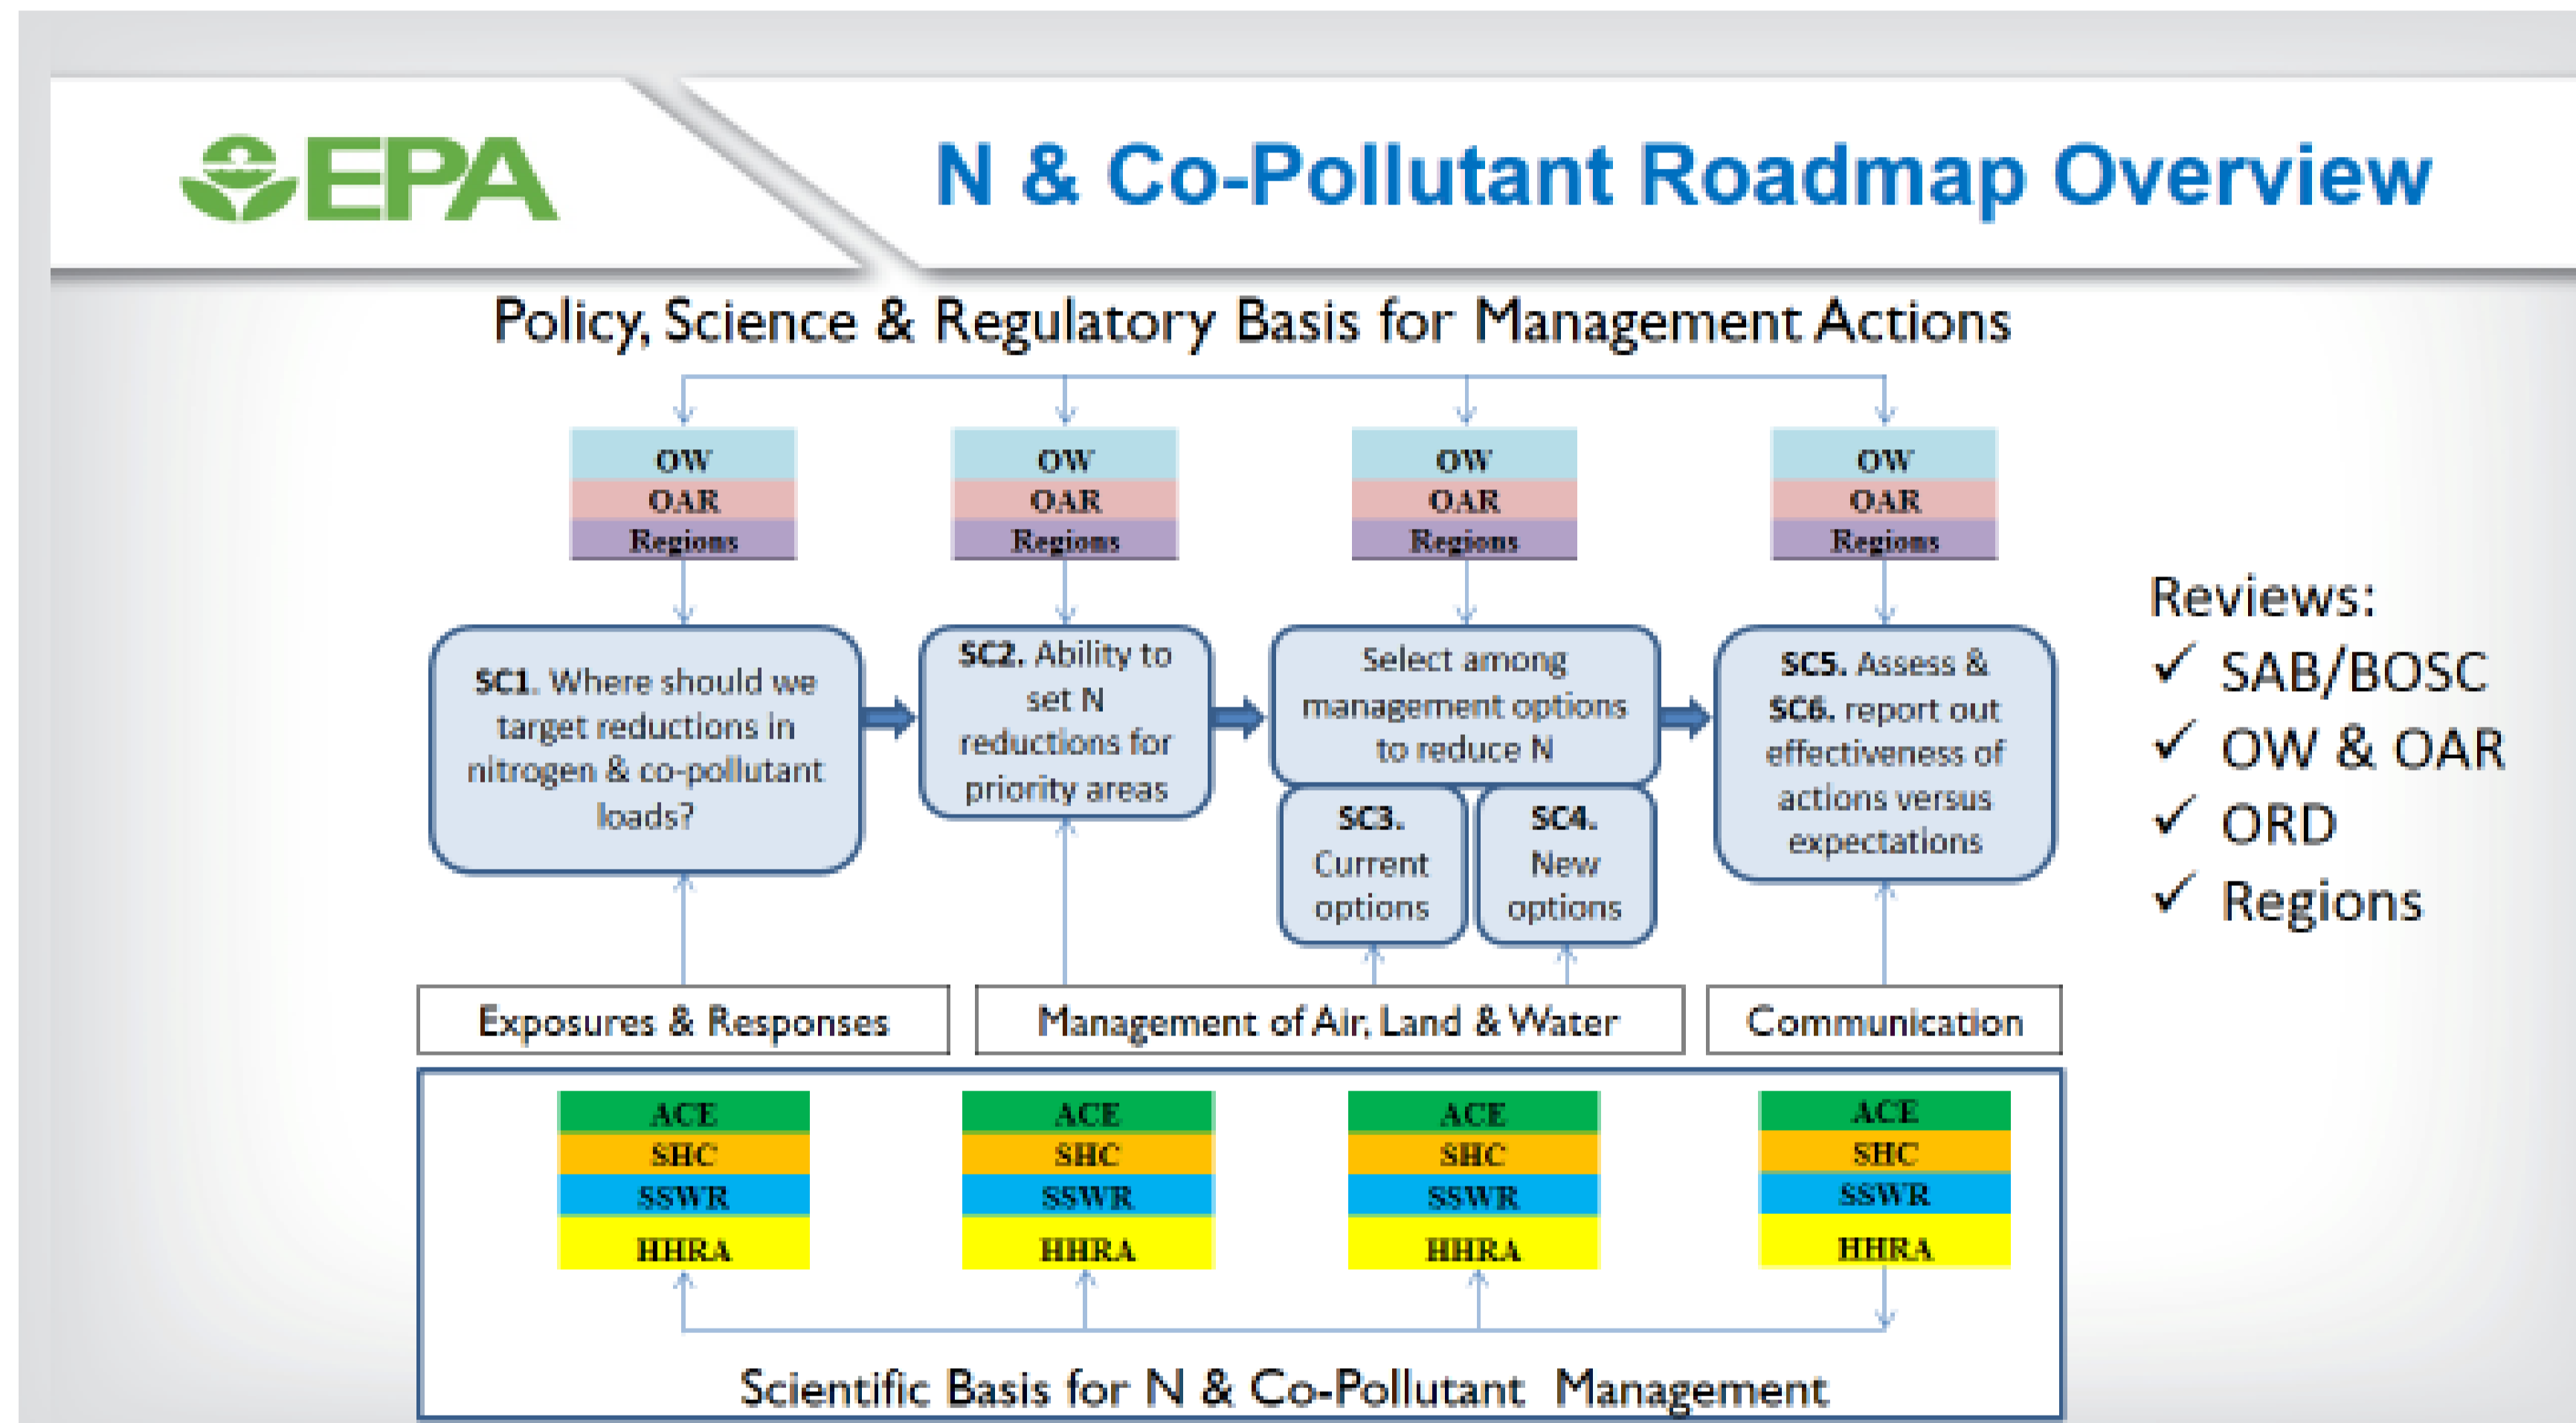 EPA
N & Co-Pollutant Roadmap Overview
Policy, Science & Regulatory Basis for Management Actions
OW
OAR
Regions
OW
OAR
Regions
OW
OAR
Regions
OW
OAR
Regions
SC1. Where should we
target reductions in
nitrogen & co-pollutant
loads?
SC2. Ability to
set N
reductions for
priority areas
Select among
management options
to reduce N
SC3.
Current
options
SC4.
New
options
SC5. Assess &
SC6. report out
effectiveness of
actions versus
expectations
Reviews:
✓ SAB/BOSC
✓ OW & OAR
✓ ORD
✓ Regions
Exposures & Responses
Management of Air, Land & Water
Communication
ACE
SHC
SSWR
HHRA
ACE
SHC
SSWR
HHRA
ACE
SHC
SSWR
HHRA
ACE
SHC
SSWR
HHRA
Scientific Basis for N & Co-Pollutant Management